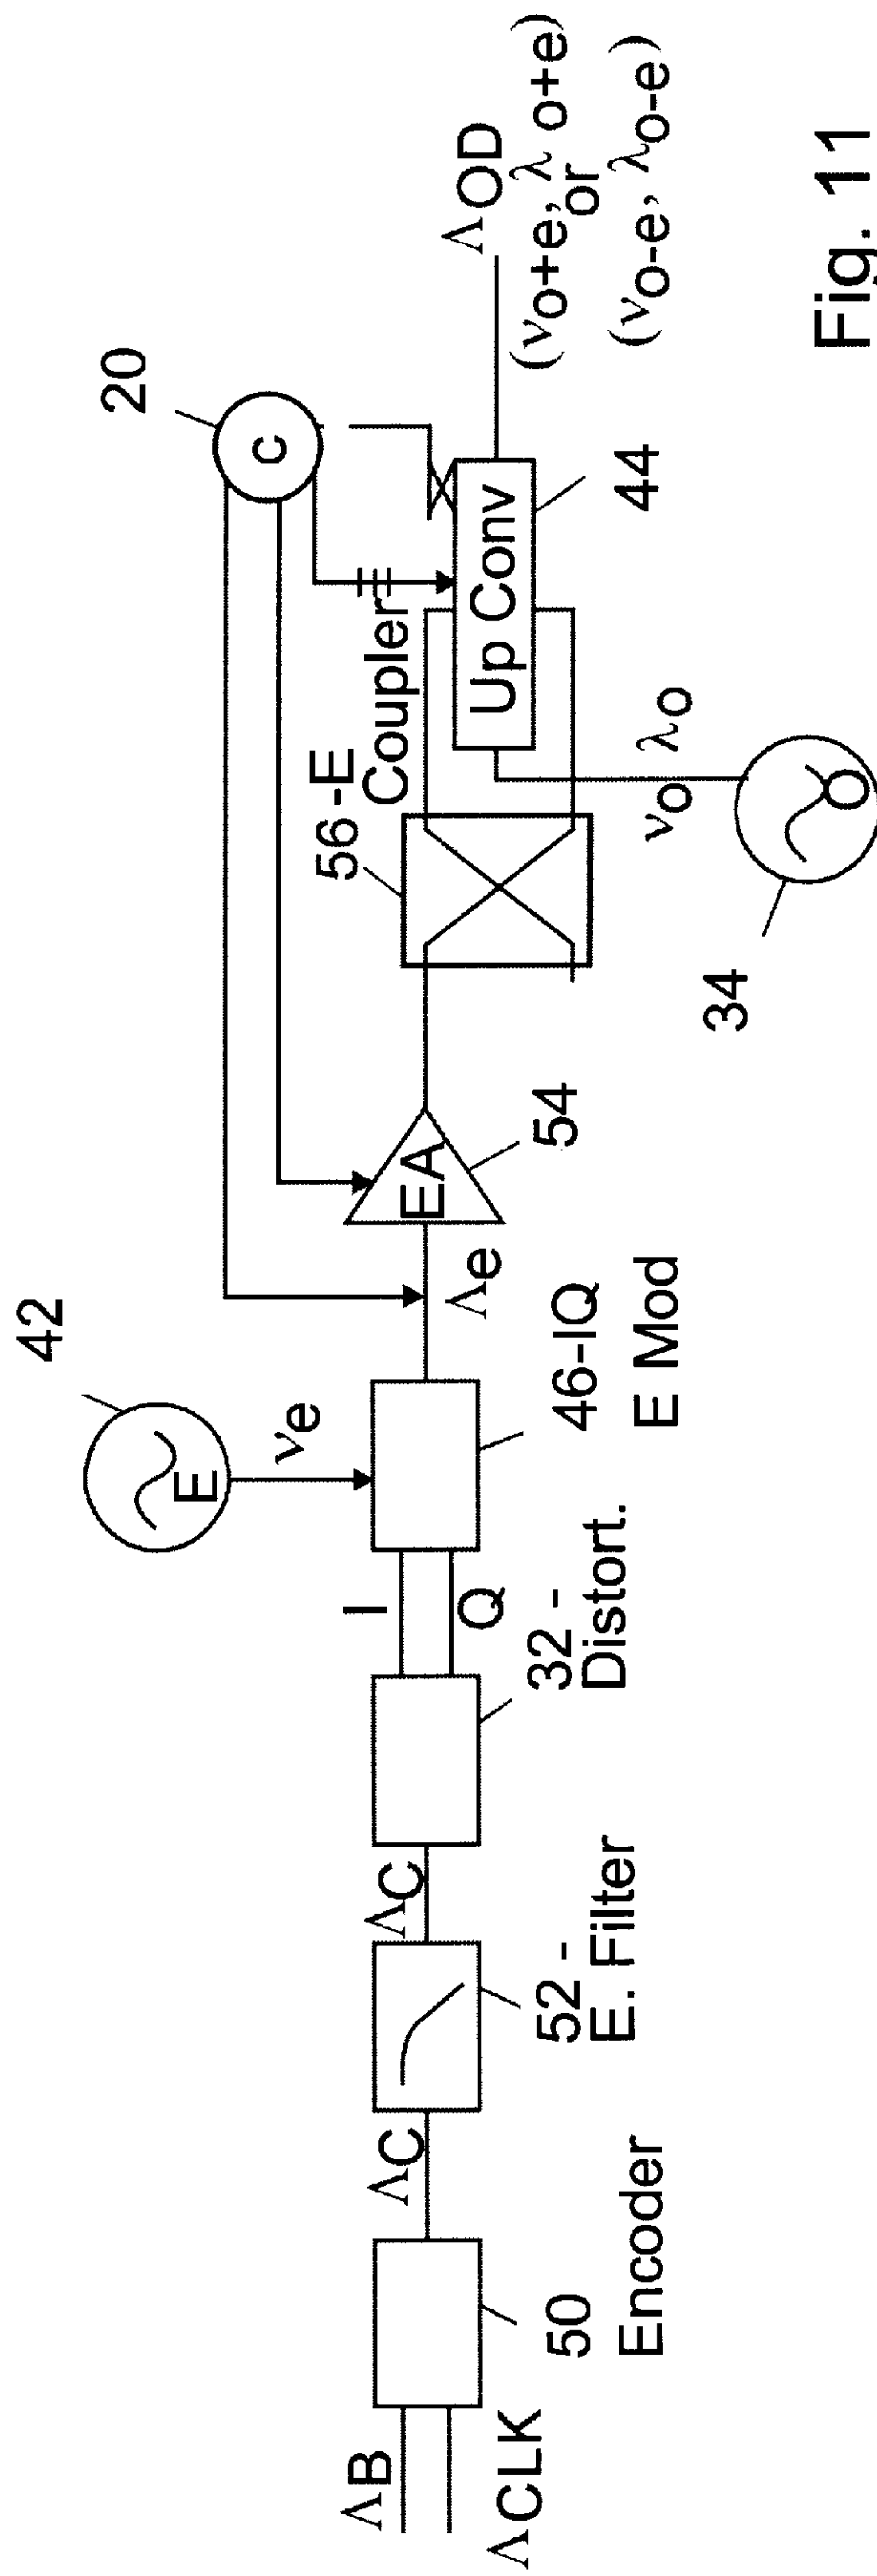 ΛB
ΛCLK
50
Encoder
ΛC
52 -
E. Filter
ΛC
32 -
Distort.
I
Q
42
E
νe
46-IQ
E Mod
Λe
EA
54
56 -E
Coupler
20
C
Up Conv
44
νo λo
O
34
ΛOD
(νo+e, λ o+e)
or
(νo-e, λo-e)
Fig. 11